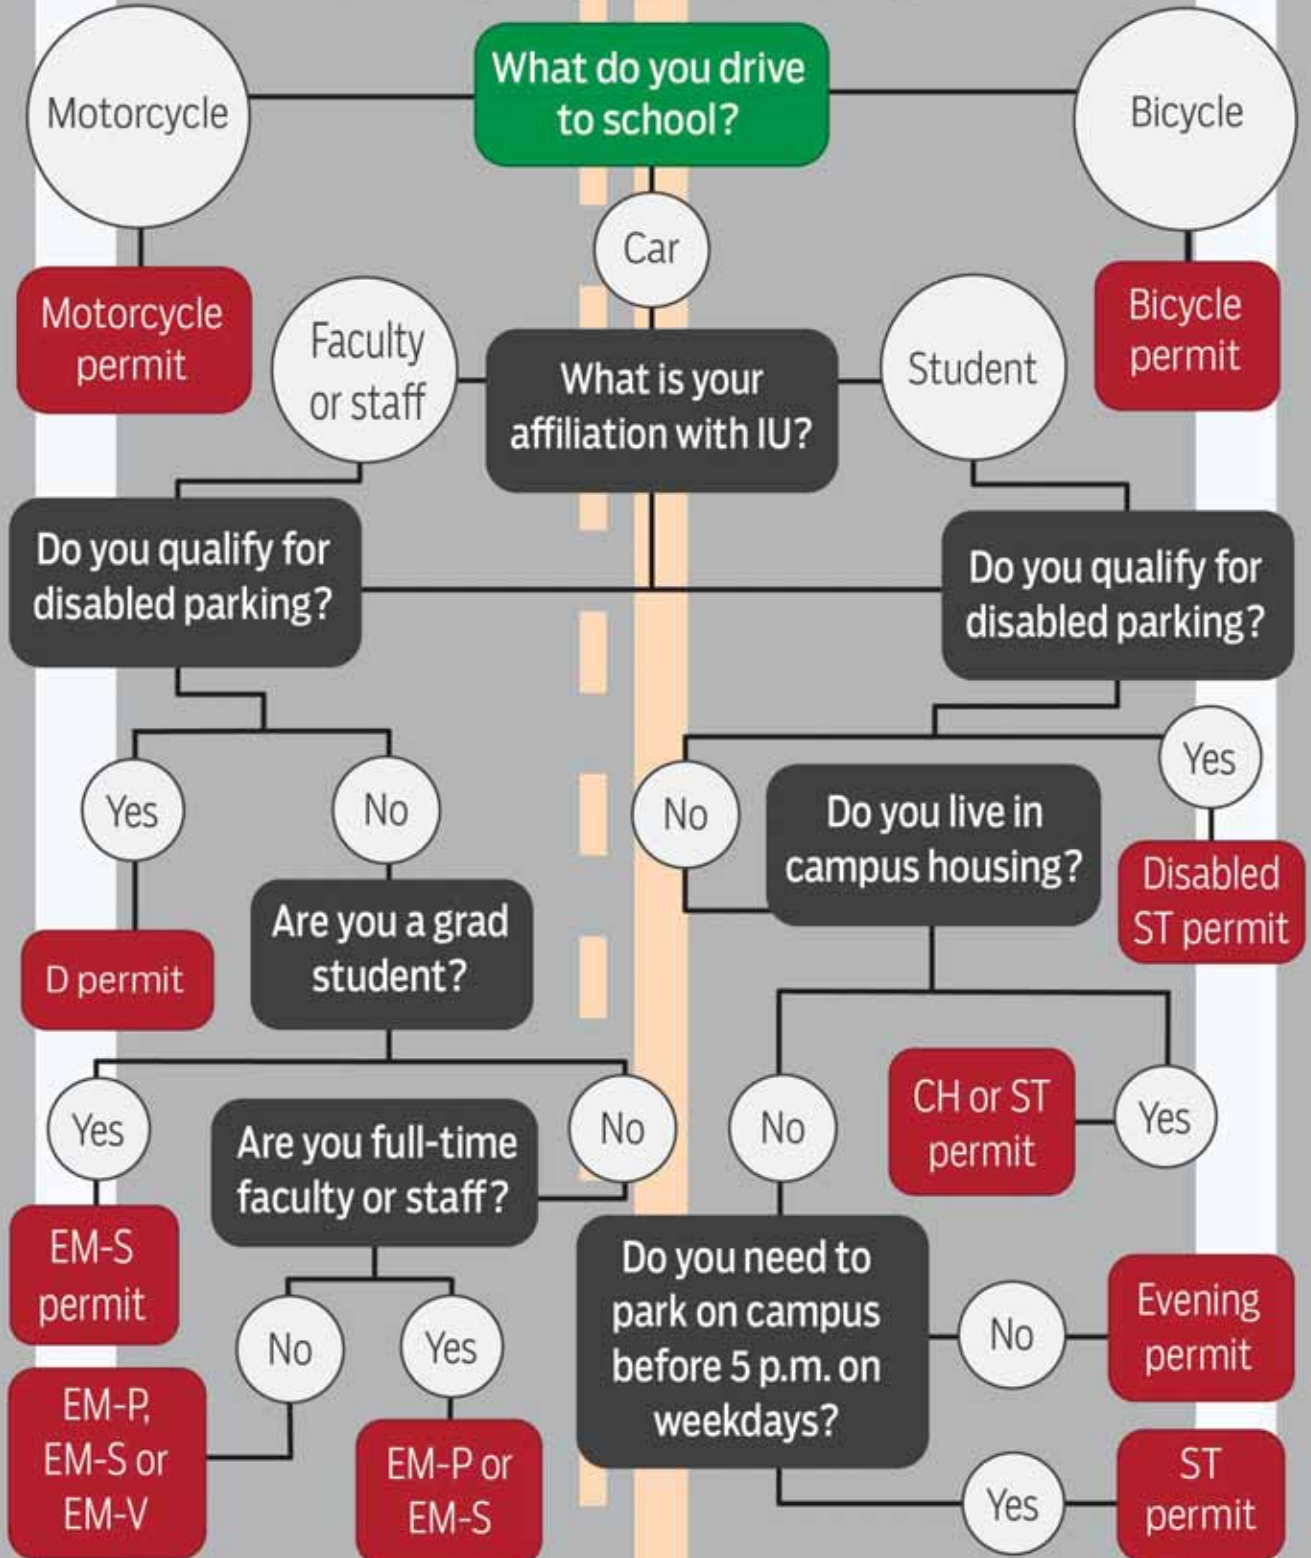 What do you drive
to school?
Motorcycle
Bicycle
Car
Motorcycle
permit
Bicycle
permit
Faculty
or staff
What is your
affiliation with IU?
Student
Do you qualify for
disabled parking?
Do you qualify for
disabled parking?
Yes
No
No
Do you live in
campus housing?
Yes
Disabled
ST permit
D permit
Are you a grad
student?
Yes
Are you full-time
faculty or staff?
No
No
CH or ST
permit
Yes
EM-S
permit
No
Yes
Do you need to
park on campus
before 5 p.m. on
weekdays?
No
Evening
permit
EM-P,
EM-S or
EM-V
EM-P or
EM-S
Yes
ST
permit